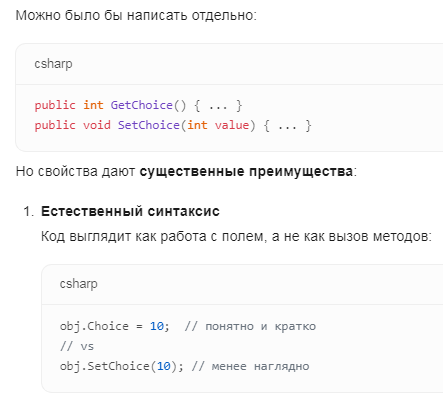 Можно было бы написать отдельно:
csharp
public int GetChoice() { ... }
public void SetChoice(int value) { ... }
Но свойства дают существенные преимущества:
1. Естественный синтаксис
Код выглядит как работа с полем, а не как вызов методов:
csharp
obj.Choice = 10;  // понятно и кратко
// vs
obj.SetChoice(10); // менее наглядно